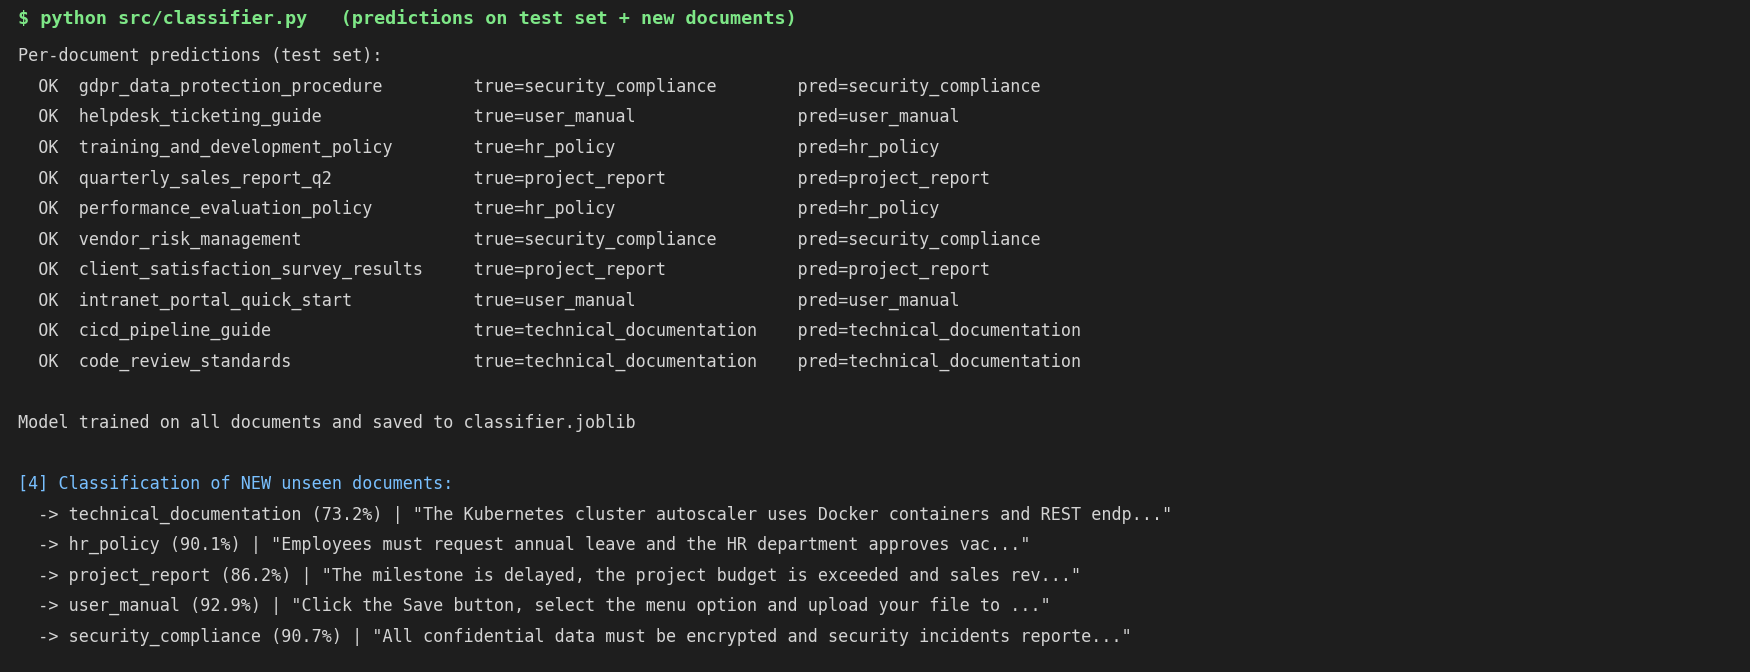 $ python src/classifier.py   (predictions on test set + new documents)
Per-document predictions (test set):
  OK  gdpr_data_protection_procedure         true=security_compliance        pred=security_compliance
  OK  helpdesk_ticketing_guide               true=user_manual                pred=user_manual
  OK  training_and_development_policy        true=hr_policy                  pred=hr_policy
  OK  quarterly_sales_report_q2              true=project_report             pred=project_report
  OK  performance_evaluation_policy          true=hr_policy                  pred=hr_policy
  OK  vendor_risk_management                 true=security_compliance        pred=security_compliance
  OK  client_satisfaction_survey_results     true=project_report             pred=project_report
  OK  intranet_portal_quick_start            true=user_manual                pred=user_manual
  OK  cicd_pipeline_guide                    true=technical_documentation    pred=technical_documentation
  OK  code_review_standards                  true=technical_documentation    pred=technical_documentation
Model trained on all documents and saved to classifier.joblib
[4] Classification of NEW unseen documents:
  -> technical_documentation (73.2%) | "The Kubernetes cluster autoscaler uses Docker containers and REST endp..."
  -> hr_policy (90.1%) | "Employees must request annual leave and the HR department approves vac..."
  -> project_report (86.2%) | "The milestone is delayed, the project budget is exceeded and sales rev..."
  -> user_manual (92.9%) | "Click the Save button, select the menu option and upload your file to ..."
  -> security_compliance (90.7%) | "All confidential data must be encrypted and security incidents reporte..."